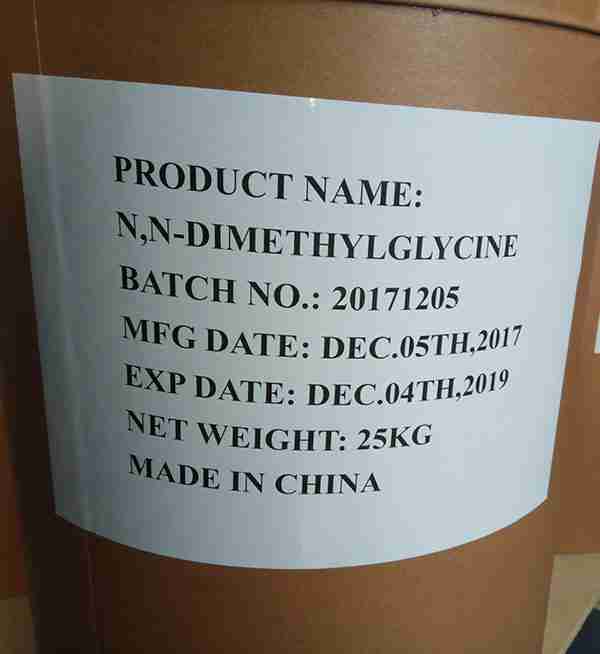 PRODUCT NAME:
N,N-DIMETHYLGLYCINE
BATCH NO.: 20171205
MFG DATE: DEC.05TH,2017
EXP DATE: DEC.04TH,2019
NET WEIGHT: 25KG
MADE IN CHINA